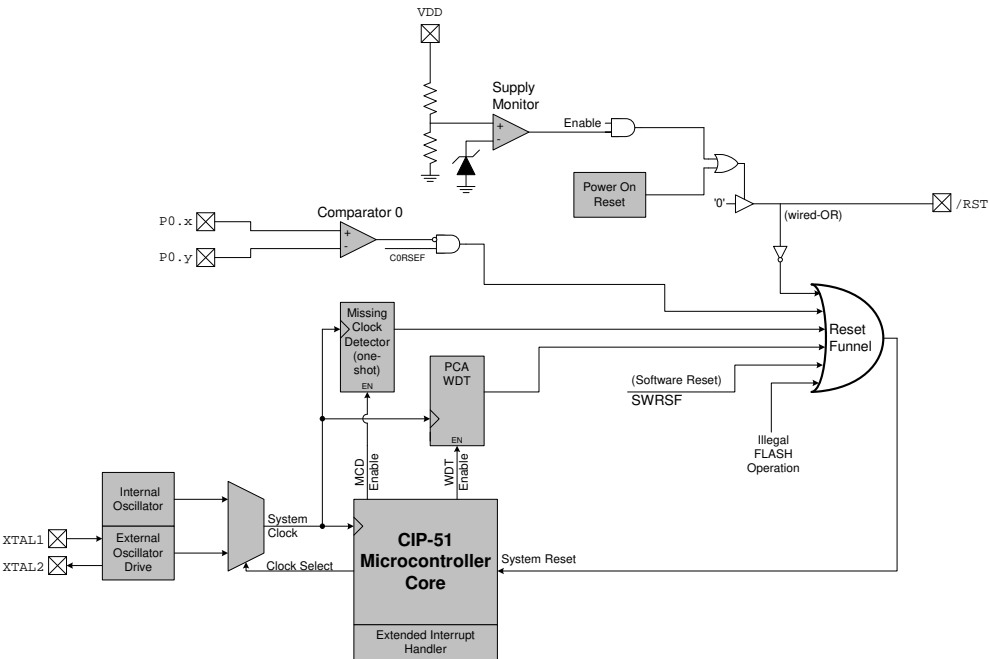 VDD
Supply
Monitor
+
-
Enable
Power On
Reset
'0'
(wired-OR)
/RST
P0.x
P0.y
Comparator 0
+
-
C0RSEF
Missing
Clock
Detector
(one-
shot)
EN
PCA
WDT
EN
Reset
Funnel
(Software Reset)
SWRSF
Illegal
FLASH
Operation
MCD
Enable
WDT
Enable
Internal
Oscillator
External
Oscillator
Drive
XTAL1
XTAL2
System
Clock
Clock Select
CIP-51
Microcontroller
Core
System Reset
Extended Interrupt
Handler